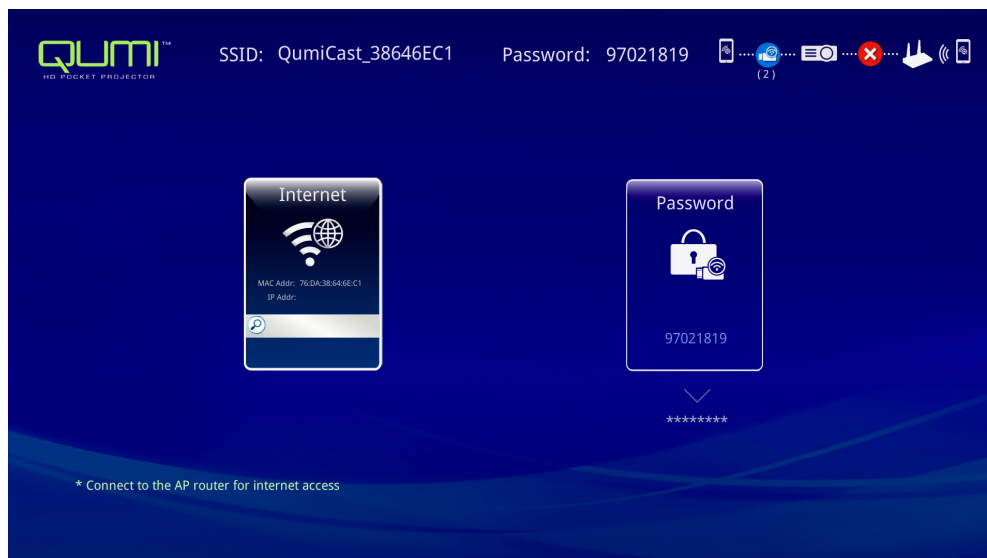 QUMI™
HD POCKET PROJECTOR
SSID: QumiCast_38646EC1
Password: 97021819
(2)
Internet
MAC Addr: 76:DA:38:64:6E:C1
IP Addr:
Password
97021819
********
* Connect to the AP router for internet access